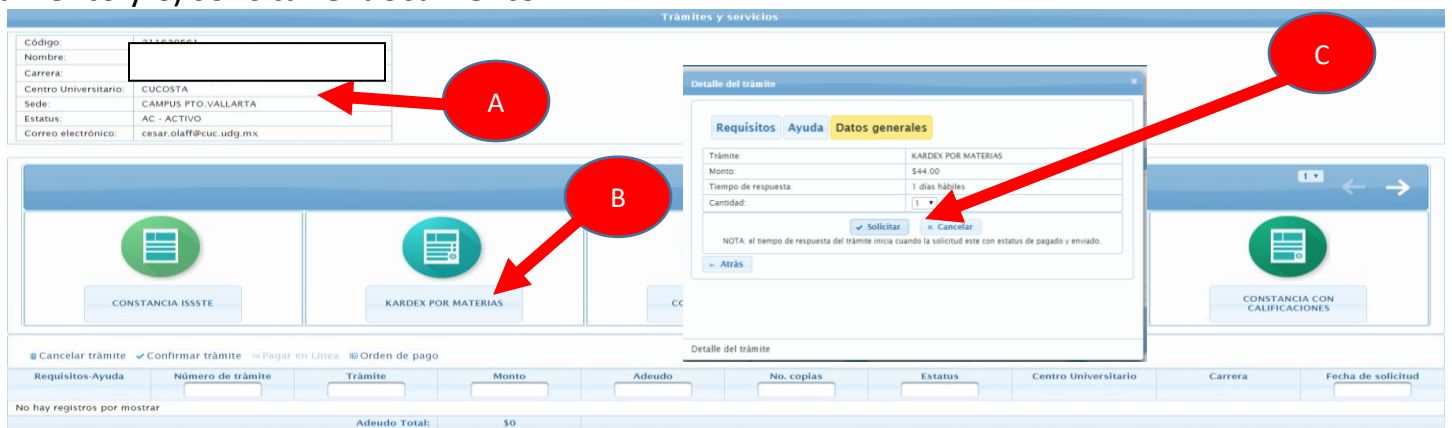 Trámites y servicios
Código:
Nombre:
Carrera:
Centro Universitario: CUCOSTA
Sede: CAMPUS PTO.VALLARTA
Estatus: AC - ACTIVO
Correo electrónico: cesar.olaff@cuc.udg.mx
A
B
C
1
CONSTANCIA ISSSTE
KARDEX POR MATERIAS
CONSTANCIA CON
CALIFICACIONES
Detalle del trámite ×
Requisitos Ayuda Datos generales
Trámite: KARDEX POR MATERIAS
Monto: $44.00
Tiempo de respuesta: 1 días hábiles
Cantidad: 1
Solicitar × Cancelar
NOTA: el tiempo de respuesta del trámite inicia cuando la solicitud este con estatus de pagado y enviado.
← Atrás
Detalle del trámite
Cancelar trámite Confirmar trámite Pagar en Línea Orden de pago
Requisitos-Ayuda Número de trámite Trámite Monto Adeudo No. copias Estatus Centro Universitario Carrera Fecha de solicitud
No hay registros por mostrar
Adeudo Total: $0